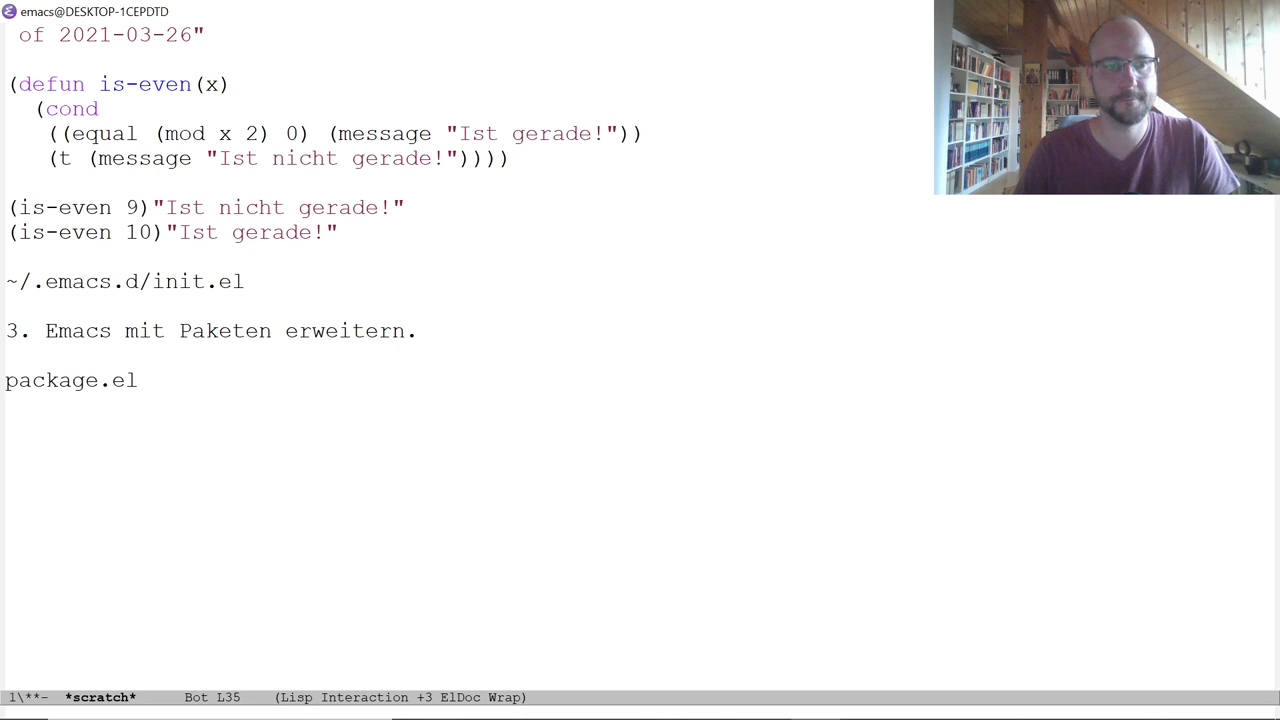 emacs@DESKTOP-1CEPDTD
of 2021-03-26"
(defun is-even(x)
(cond
((equal (mod x 2) 0) (message "Ist gerade!"))
(t (message "Ist nicht gerade!"))))
(is-even 9)"Ist nicht gerade!"
(is-even 10)"Ist gerade!"
~/.emacs.d/init.el
3. Emacs mit Paketen erweitern.
package.el
1\**- *scratch* Bot L35 (Lisp Interaction +3 ElDoc Wrap)